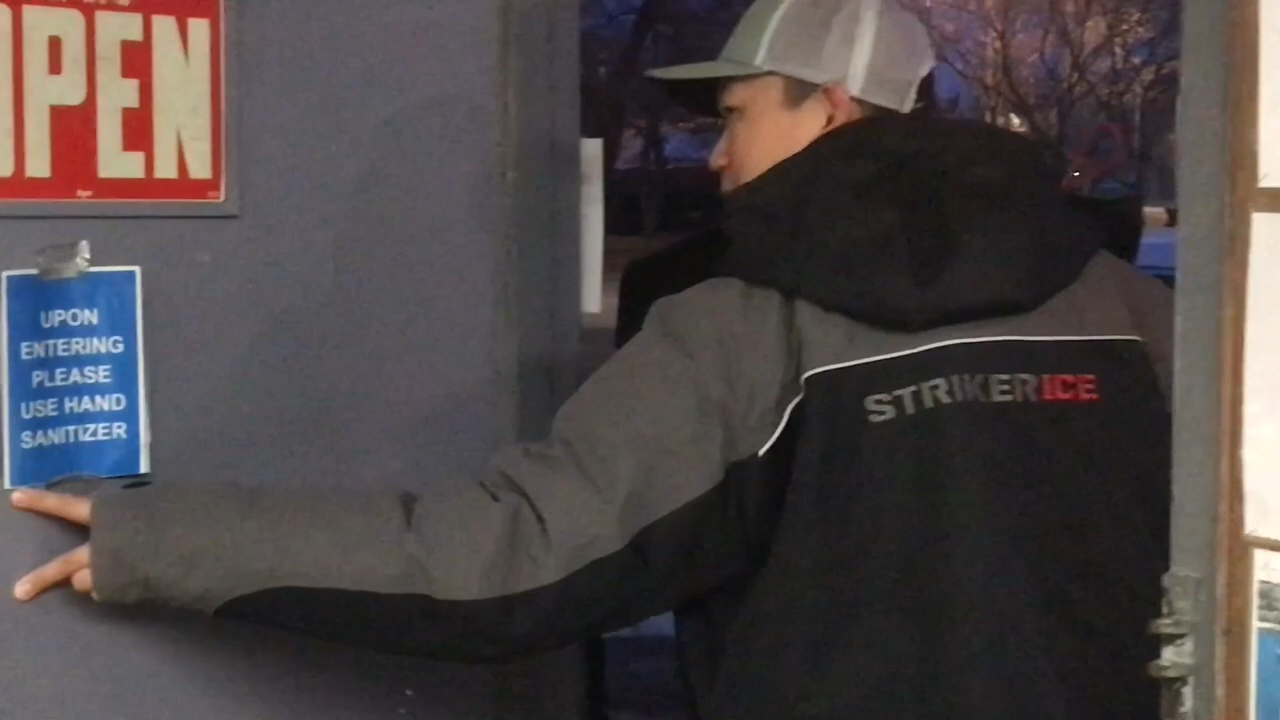 OPEN
UPON
ENTERING
PLEASE
USE HAND
SANITIZER
STRIKERICE